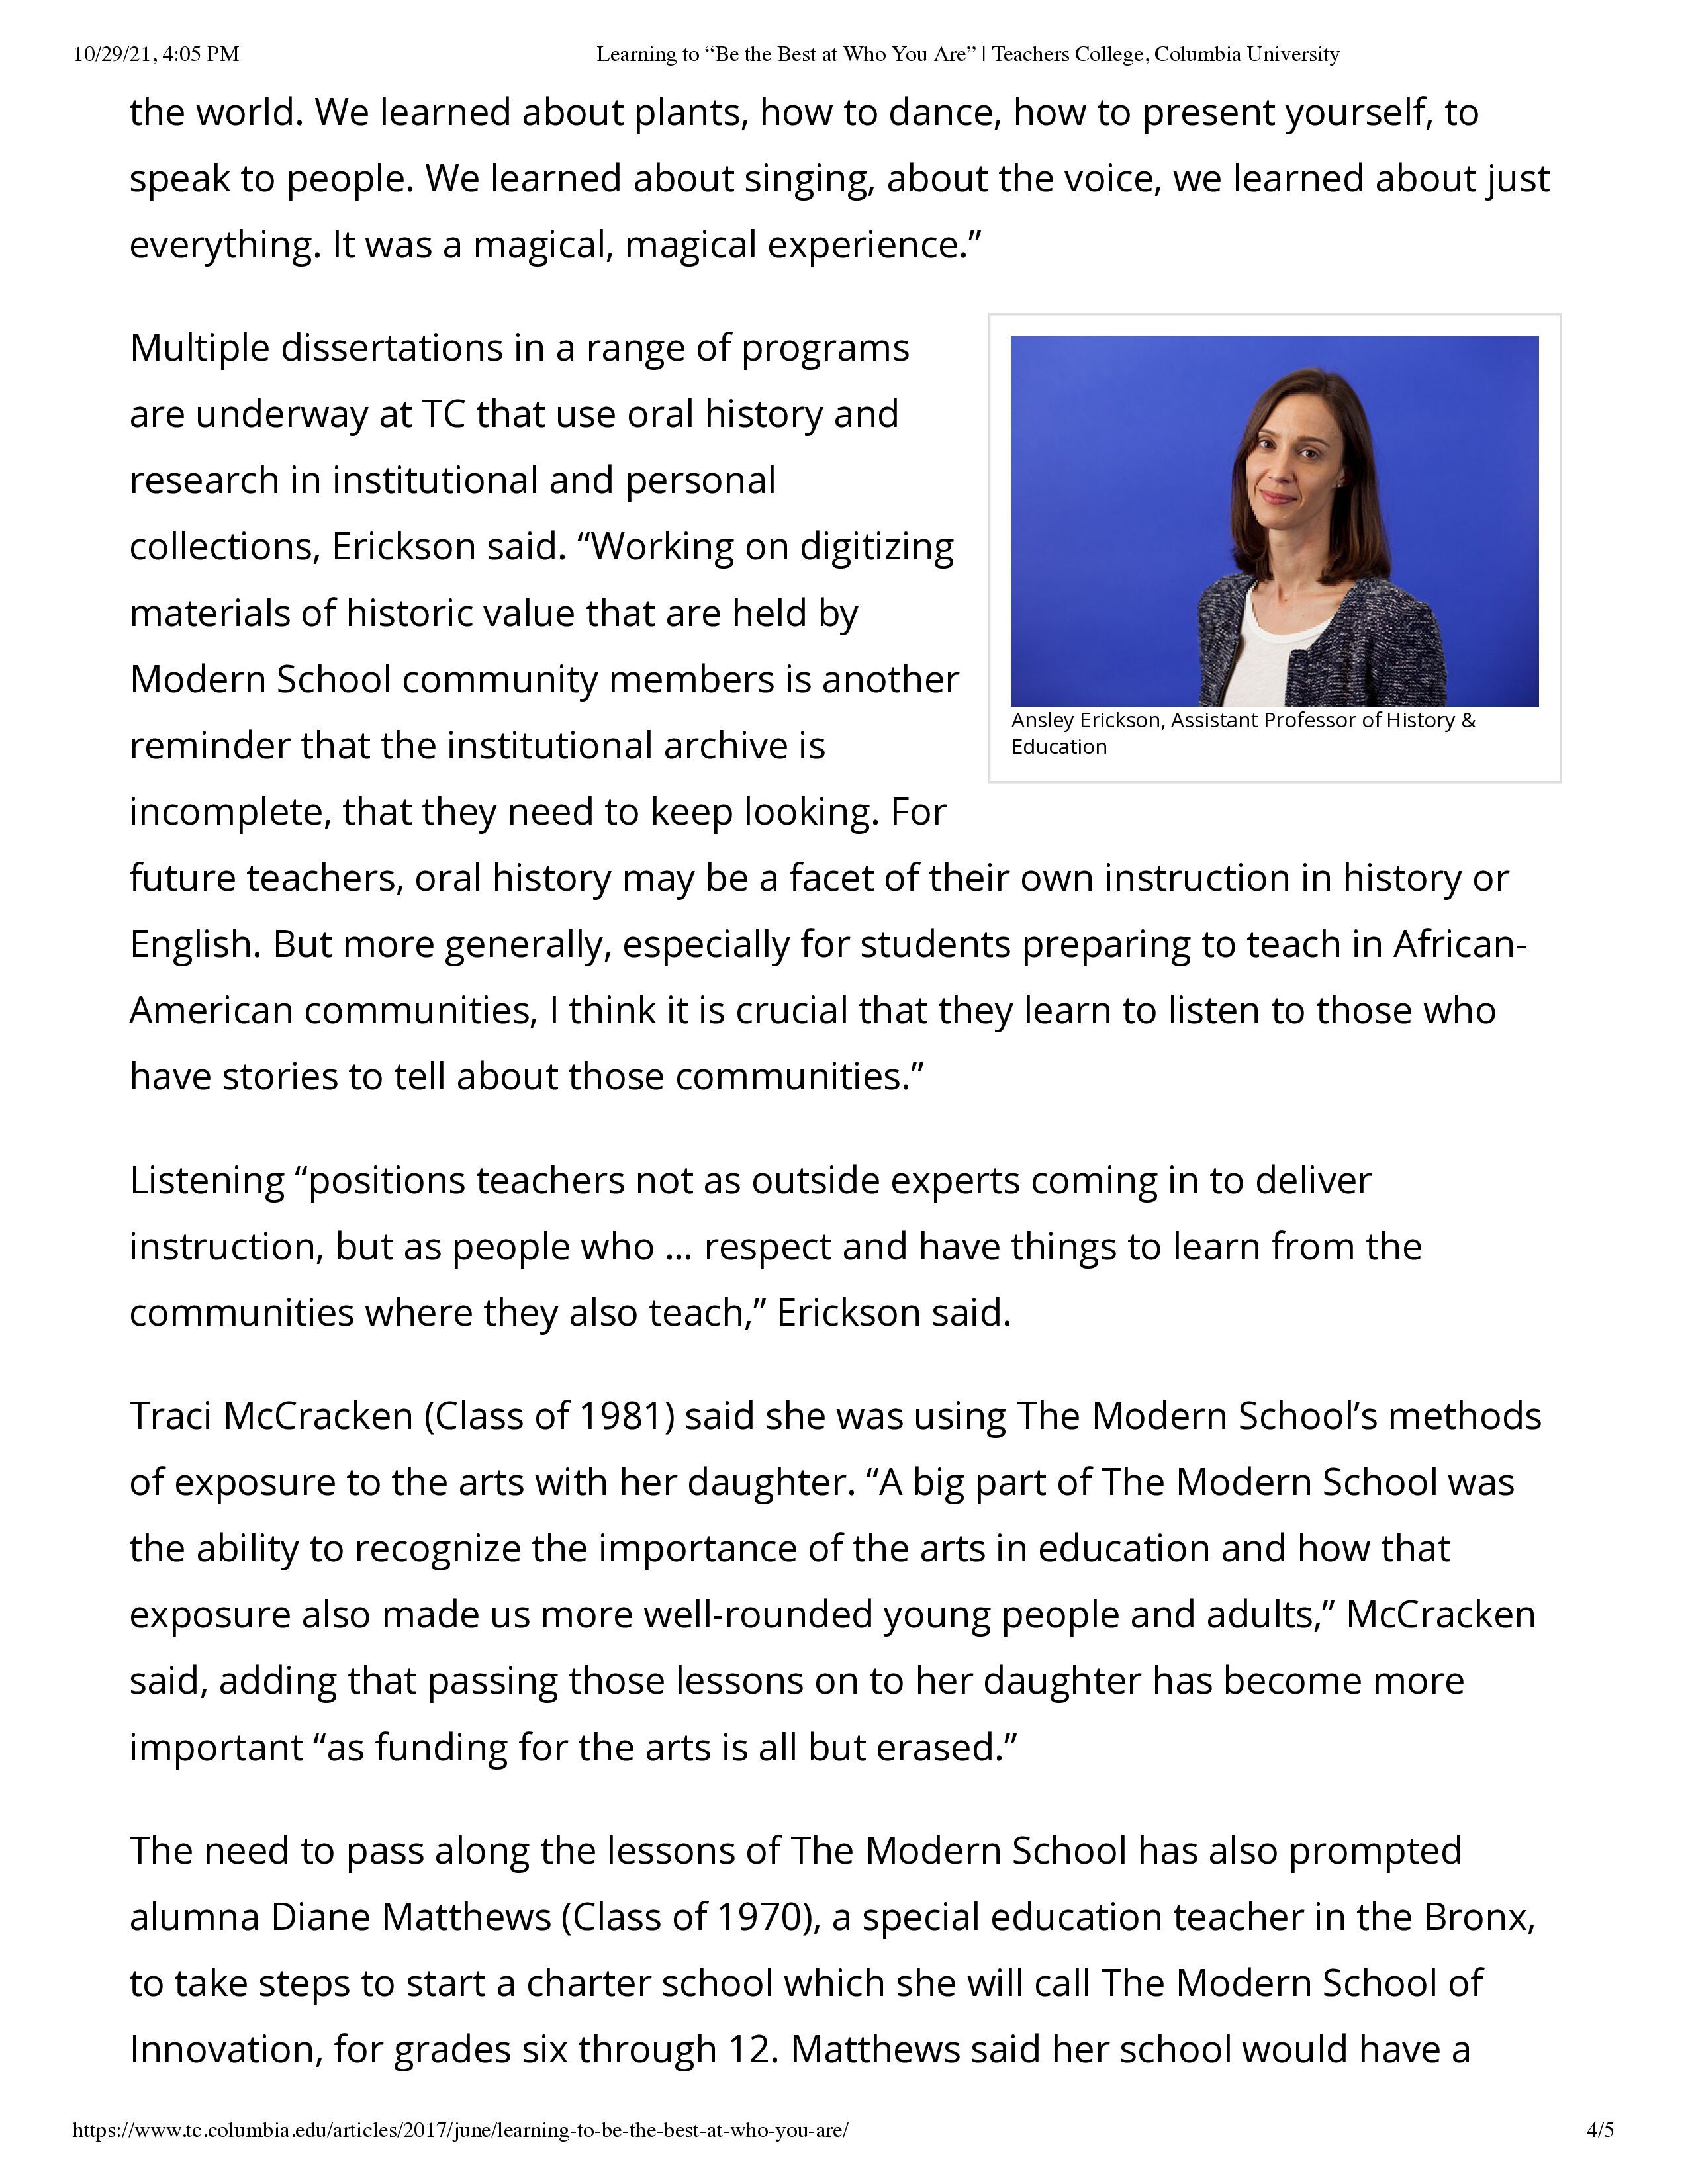 10/29/21, 4:05 PM Learning to “Be the Best at Who You Are” | Teachers College, Columbia University
the world. We learned about plants, how to dance, how to present yourself, to
speak to people. We learned about singing, about the voice, we learned about just
everything. It was a magical, magical experience.”
Multiple dissertations in a range of programs
are underway at TC that use oral history and
research in institutional and personal
collections, Erickson said. “Working on digitizing
materials of historic value that are held by
Modern School community members is another
reminder that the institutional archive is
incomplete, that they need to keep looking. For
future teachers, oral history may be a facet of their own instruction in history or
English. But more generally, especially for students preparing to teach in African-
American communities, I think it is crucial that they learn to listen to those who
have stories to tell about those communities.”
Ansley Erickson, Assistant Professor of History &
Education
Listening “positions teachers not as outside experts coming in to deliver
instruction, but as people who … respect and have things to learn from the
communities where they also teach,” Erickson said.
Traci McCracken (Class of 1981) said she was using The Modern School’s methods
of exposure to the arts with her daughter. “A big part of The Modern School was
the ability to recognize the importance of the arts in education and how that
exposure also made us more well-rounded young people and adults,” McCracken
said, adding that passing those lessons on to her daughter has become more
important “as funding for the arts is all but erased.”
The need to pass along the lessons of The Modern School has also prompted
alumna Diane Matthews (Class of 1970), a special education teacher in the Bronx,
to take steps to start a charter school which she will call The Modern School of
Innovation, for grades six through 12. Matthews said her school would have a
https://www.tc.columbia.edu/articles/2017/june/learning-to-be-the-best-at-who-you-are/ 4/5